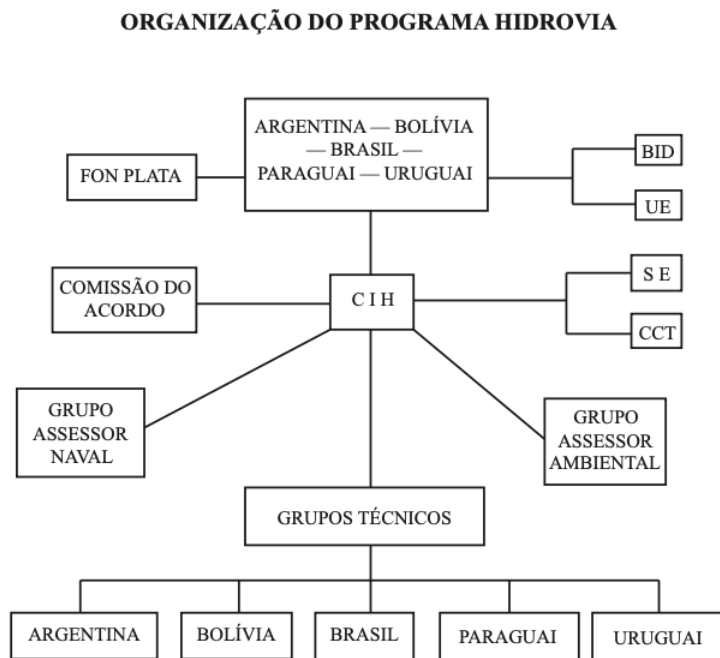 ORGANIZAÇÃO DO PROGRAMA HIDROVIA
ARGENTINA — BOLÍVIA
— BRASIL —
PARAGUAI — URUGUAI
FON PLATA
BID
UE
COMISSÃO DO
ACORDO
C I H
S E
CCT
GRUPO
ASSESSOR
NAVAL
GRUPO
ASSESSOR
AMBIENTAL
GRUPOS TÉCNICOS
ARGENTINA
BOLÍVIA
BRASIL
PARAGUAI
URUGUAI